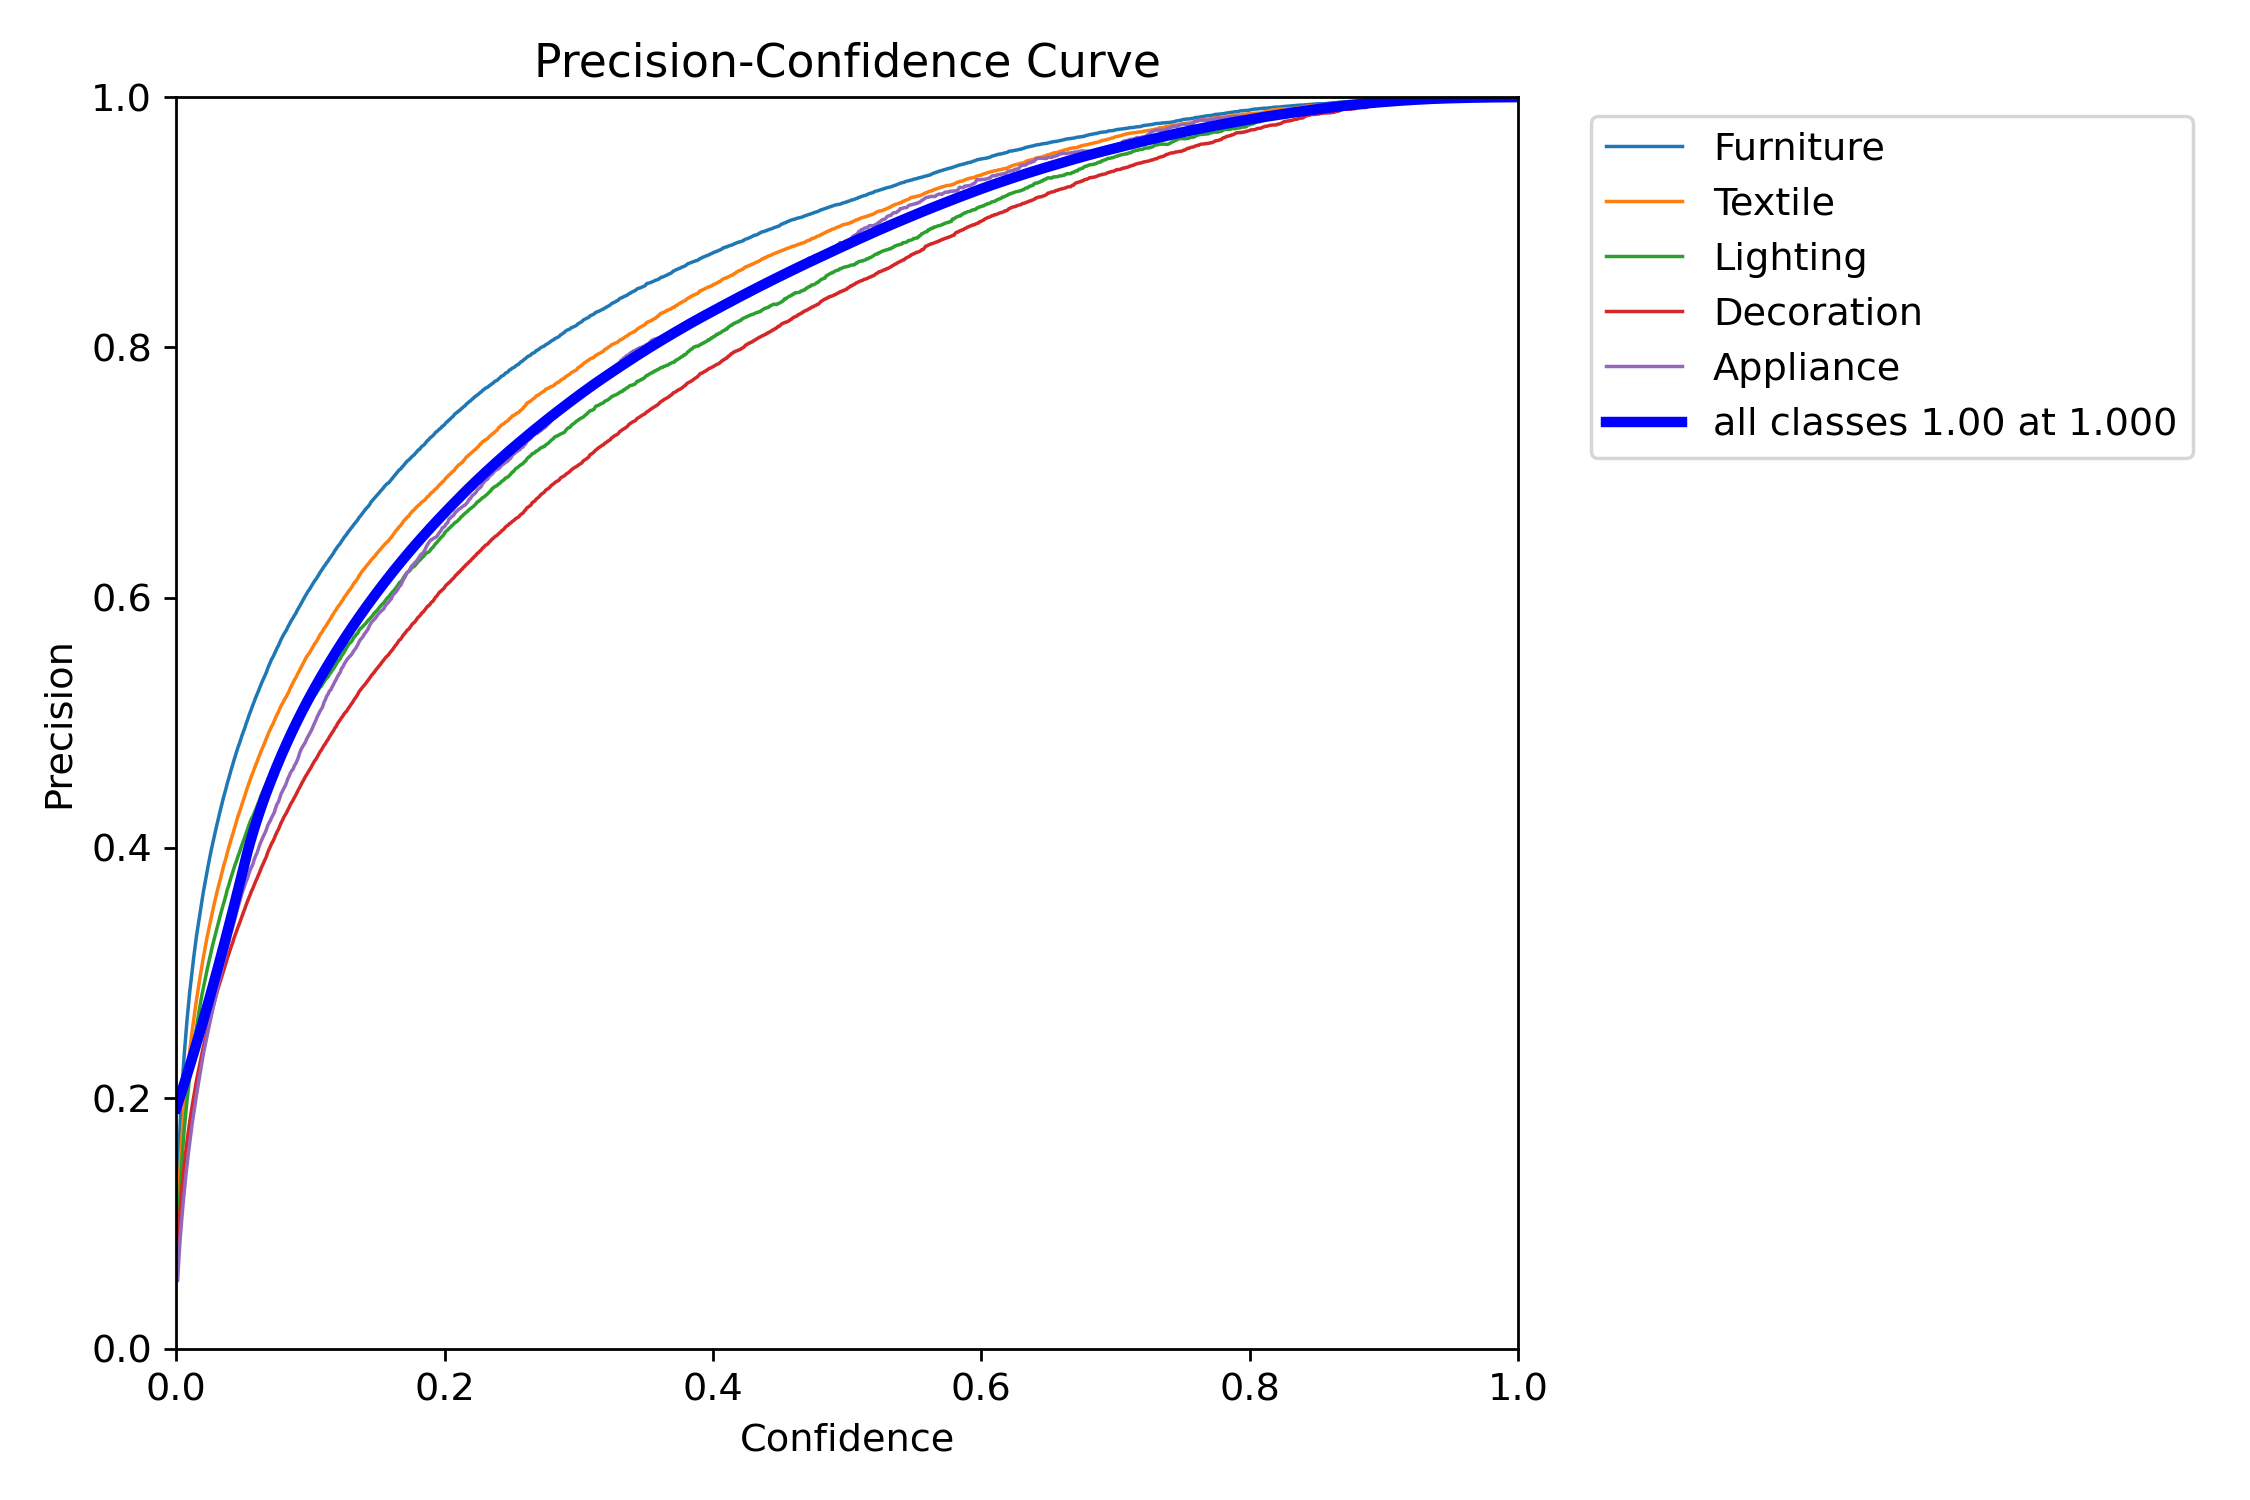 Precision-Confidence Curve
1.0
0.8
0.6
0.4
0.2
0.0
Precision
0.0 0.2 0.4 0.6 0.8 1.0
Confidence
Furniture
Textile
Lighting
Decoration
Appliance
all classes 1.00 at 1.000